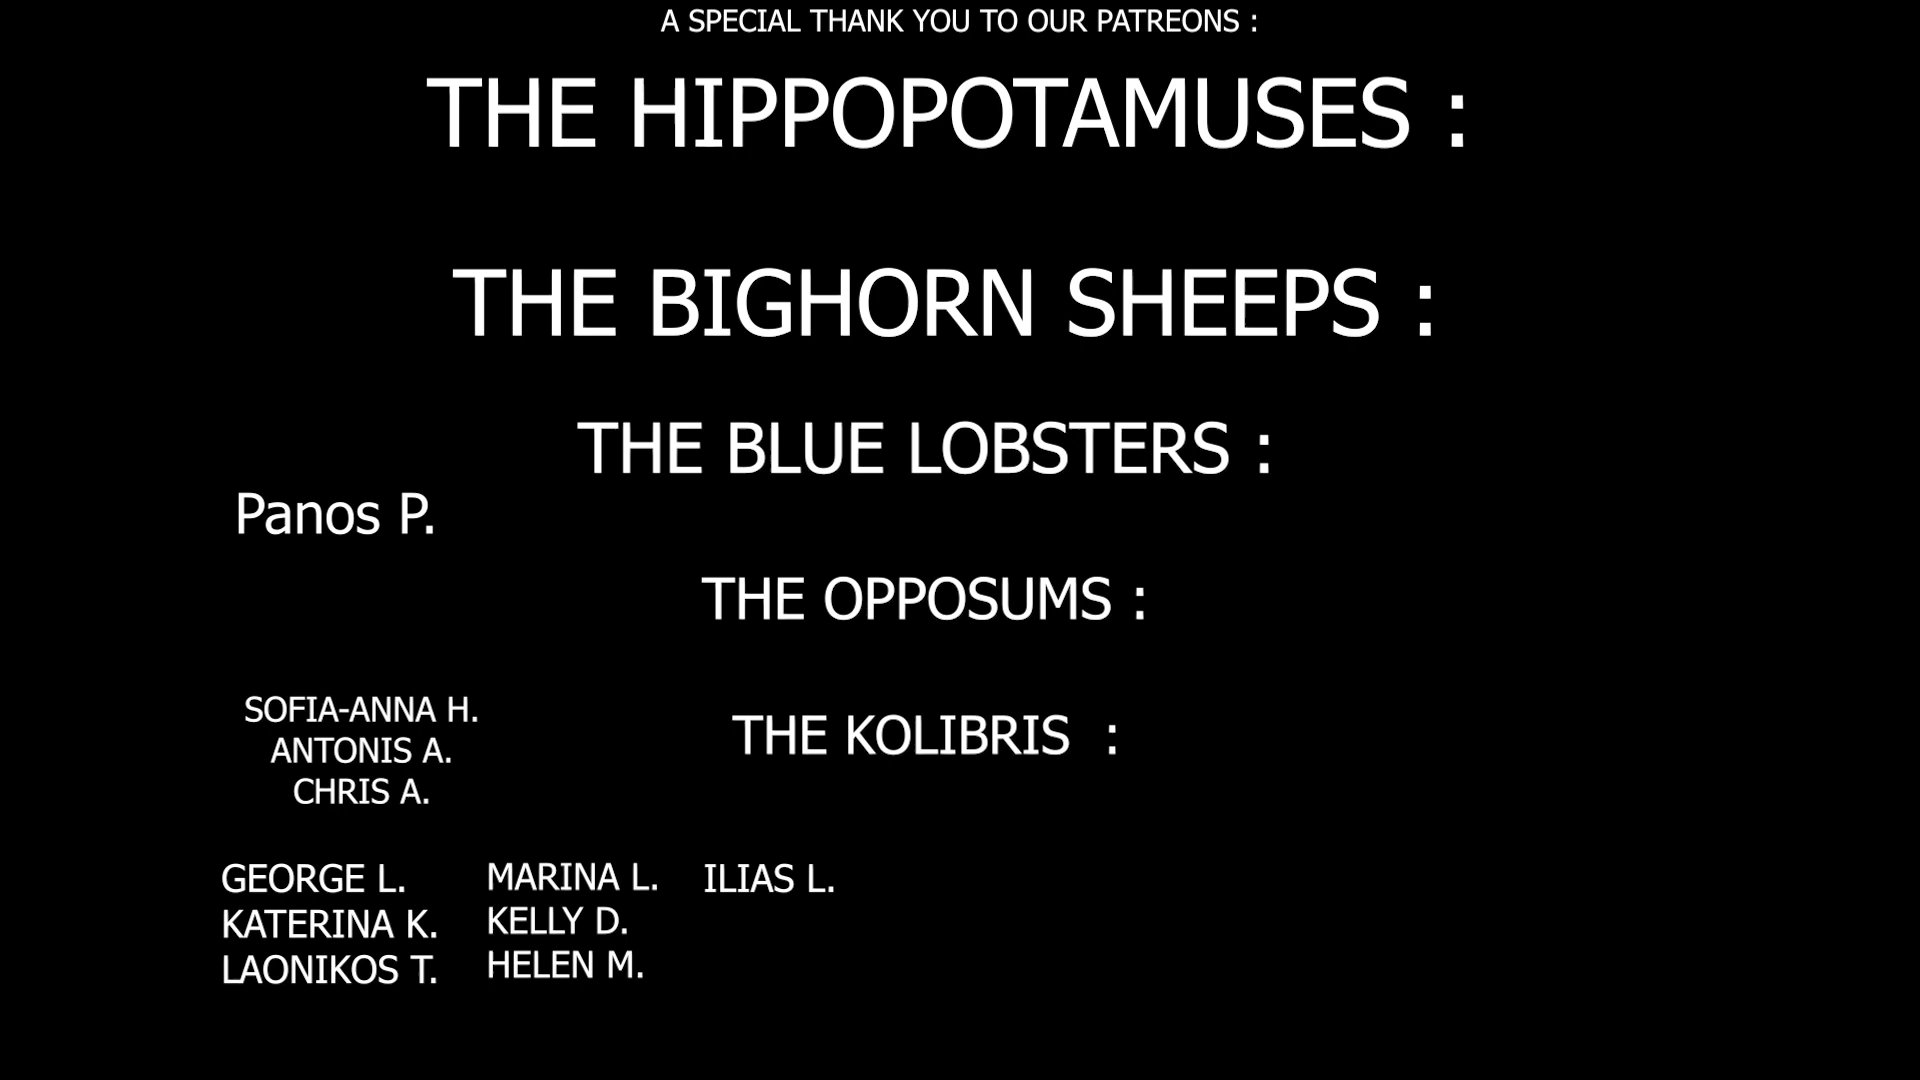 A SPECIAL THANK YOU TO OUR PATREONS :
THE HIPPOPOTAMUSES :
THE BIGHORN SHEEPS :
THE BLUE LOBSTERS :
Panos P.
THE OPPOSUMS :
SOFIA-ANNA H.
ANTONIS A.
CHRIS A.
THE KOLIBRIS :
GEORGE L.
KATERINA K.
LAONIKOS T.
MARINA L.
KELLY D.
HELEN M.
ILIAS L.